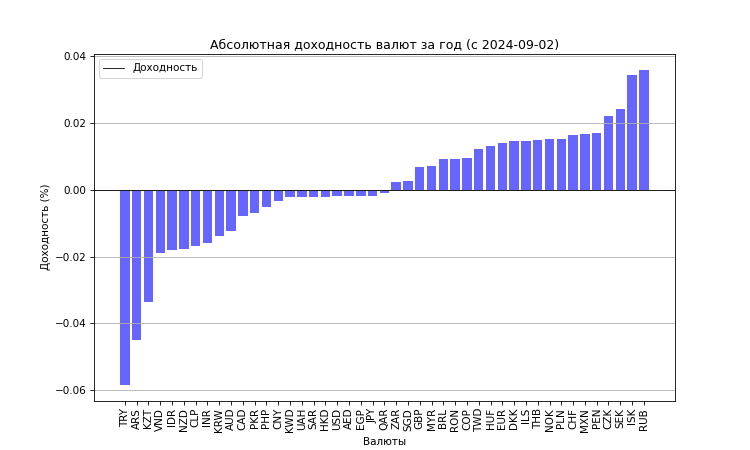 Абсолютная доходность валют за год (с 2024-09-02)
Доходность
0.04
0.02
0.00
−0.02
−0.04
−0.06
Доходность (%)
TRY ARS KZT VND IDR NZD CLP INR KRW AUD CAD PKR PHP CNY KWD UAH SAR HKD USD AED EGP JPY QAR ZAR SGD GBP MYR BRL RON COP TWD HUF EUR DKK ILS THB NOK PLN CHF MXN PEN CZK SEK ISK RUB
Валюты